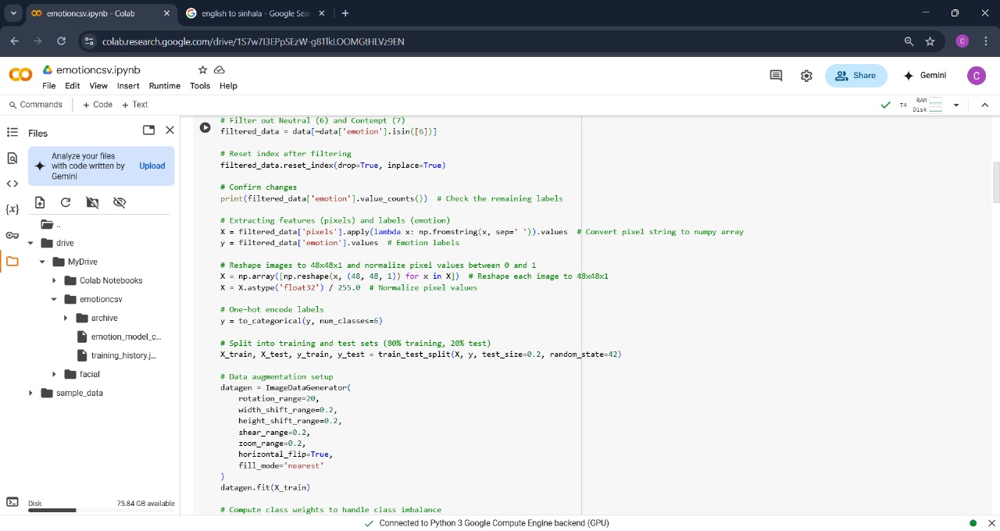 emotioncsv.ipynb - Colab
english to sinhala - Google Sea
colab.research.google.com/drive/1S7w7I3EPpSEzW-g8TlkLOOMGtHLVz9EN
C
emotioncsv.ipynb
File Edit View Insert Runtime Tools Help
Share
Gemini
C
Commands + Code + Text
T4 RAM
Disk
Files
Analyze your files
with code written by
Gemini
Upload
{x}
..
drive
MyDrive
Colab Notebooks
emotioncsv
archive
emotion_model_c...
training_history.j...
facial
sample_data
Disk 75.84 GB available
# Filter out Neutral (6) and Contempt (7)
filtered_data = data[~data['emotion'].isin([6])]
# Reset index after filtering
filtered_data.reset_index(drop=True, inplace=True)
# Confirm changes
print(filtered_data['emotion'].value_counts()) # Check the remaining labels
# Extracting features (pixels) and labels (emotion)
X = filtered_data['pixels'].apply(lambda x: np.fromstring(x, sep=' ')).values # Convert pixel string to numpy array
y = filtered_data['emotion'].values # Emotion labels
# Reshape images to 48x48x1 and normalize pixel values between 0 and 1
X = np.array([np.reshape(x, (48, 48, 1)) for x in X]) # Reshape each image to 48x48x1
X = X.astype('float32') / 255.0 # Normalize pixel values
# One-hot encode labels
y = to_categorical(y, num_classes=6)
# Split into training and test sets (80% training, 20% test)
X_train, X_test, y_train, y_test = train_test_split(X, y, test_size=0.2, random_state=42)
# Data augmentation setup
datagen = ImageDataGenerator(
rotation_range=20,
width_shift_range=0.2,
height_shift_range=0.2,
shear_range=0.2,
zoom_range=0.2,
horizontal_flip=True,
fill_mode='nearest'
)
datagen.fit(X_train)
# Compute class weights to handle class imbalance
Connected to Python 3 Google Compute Engine backend (GPU)